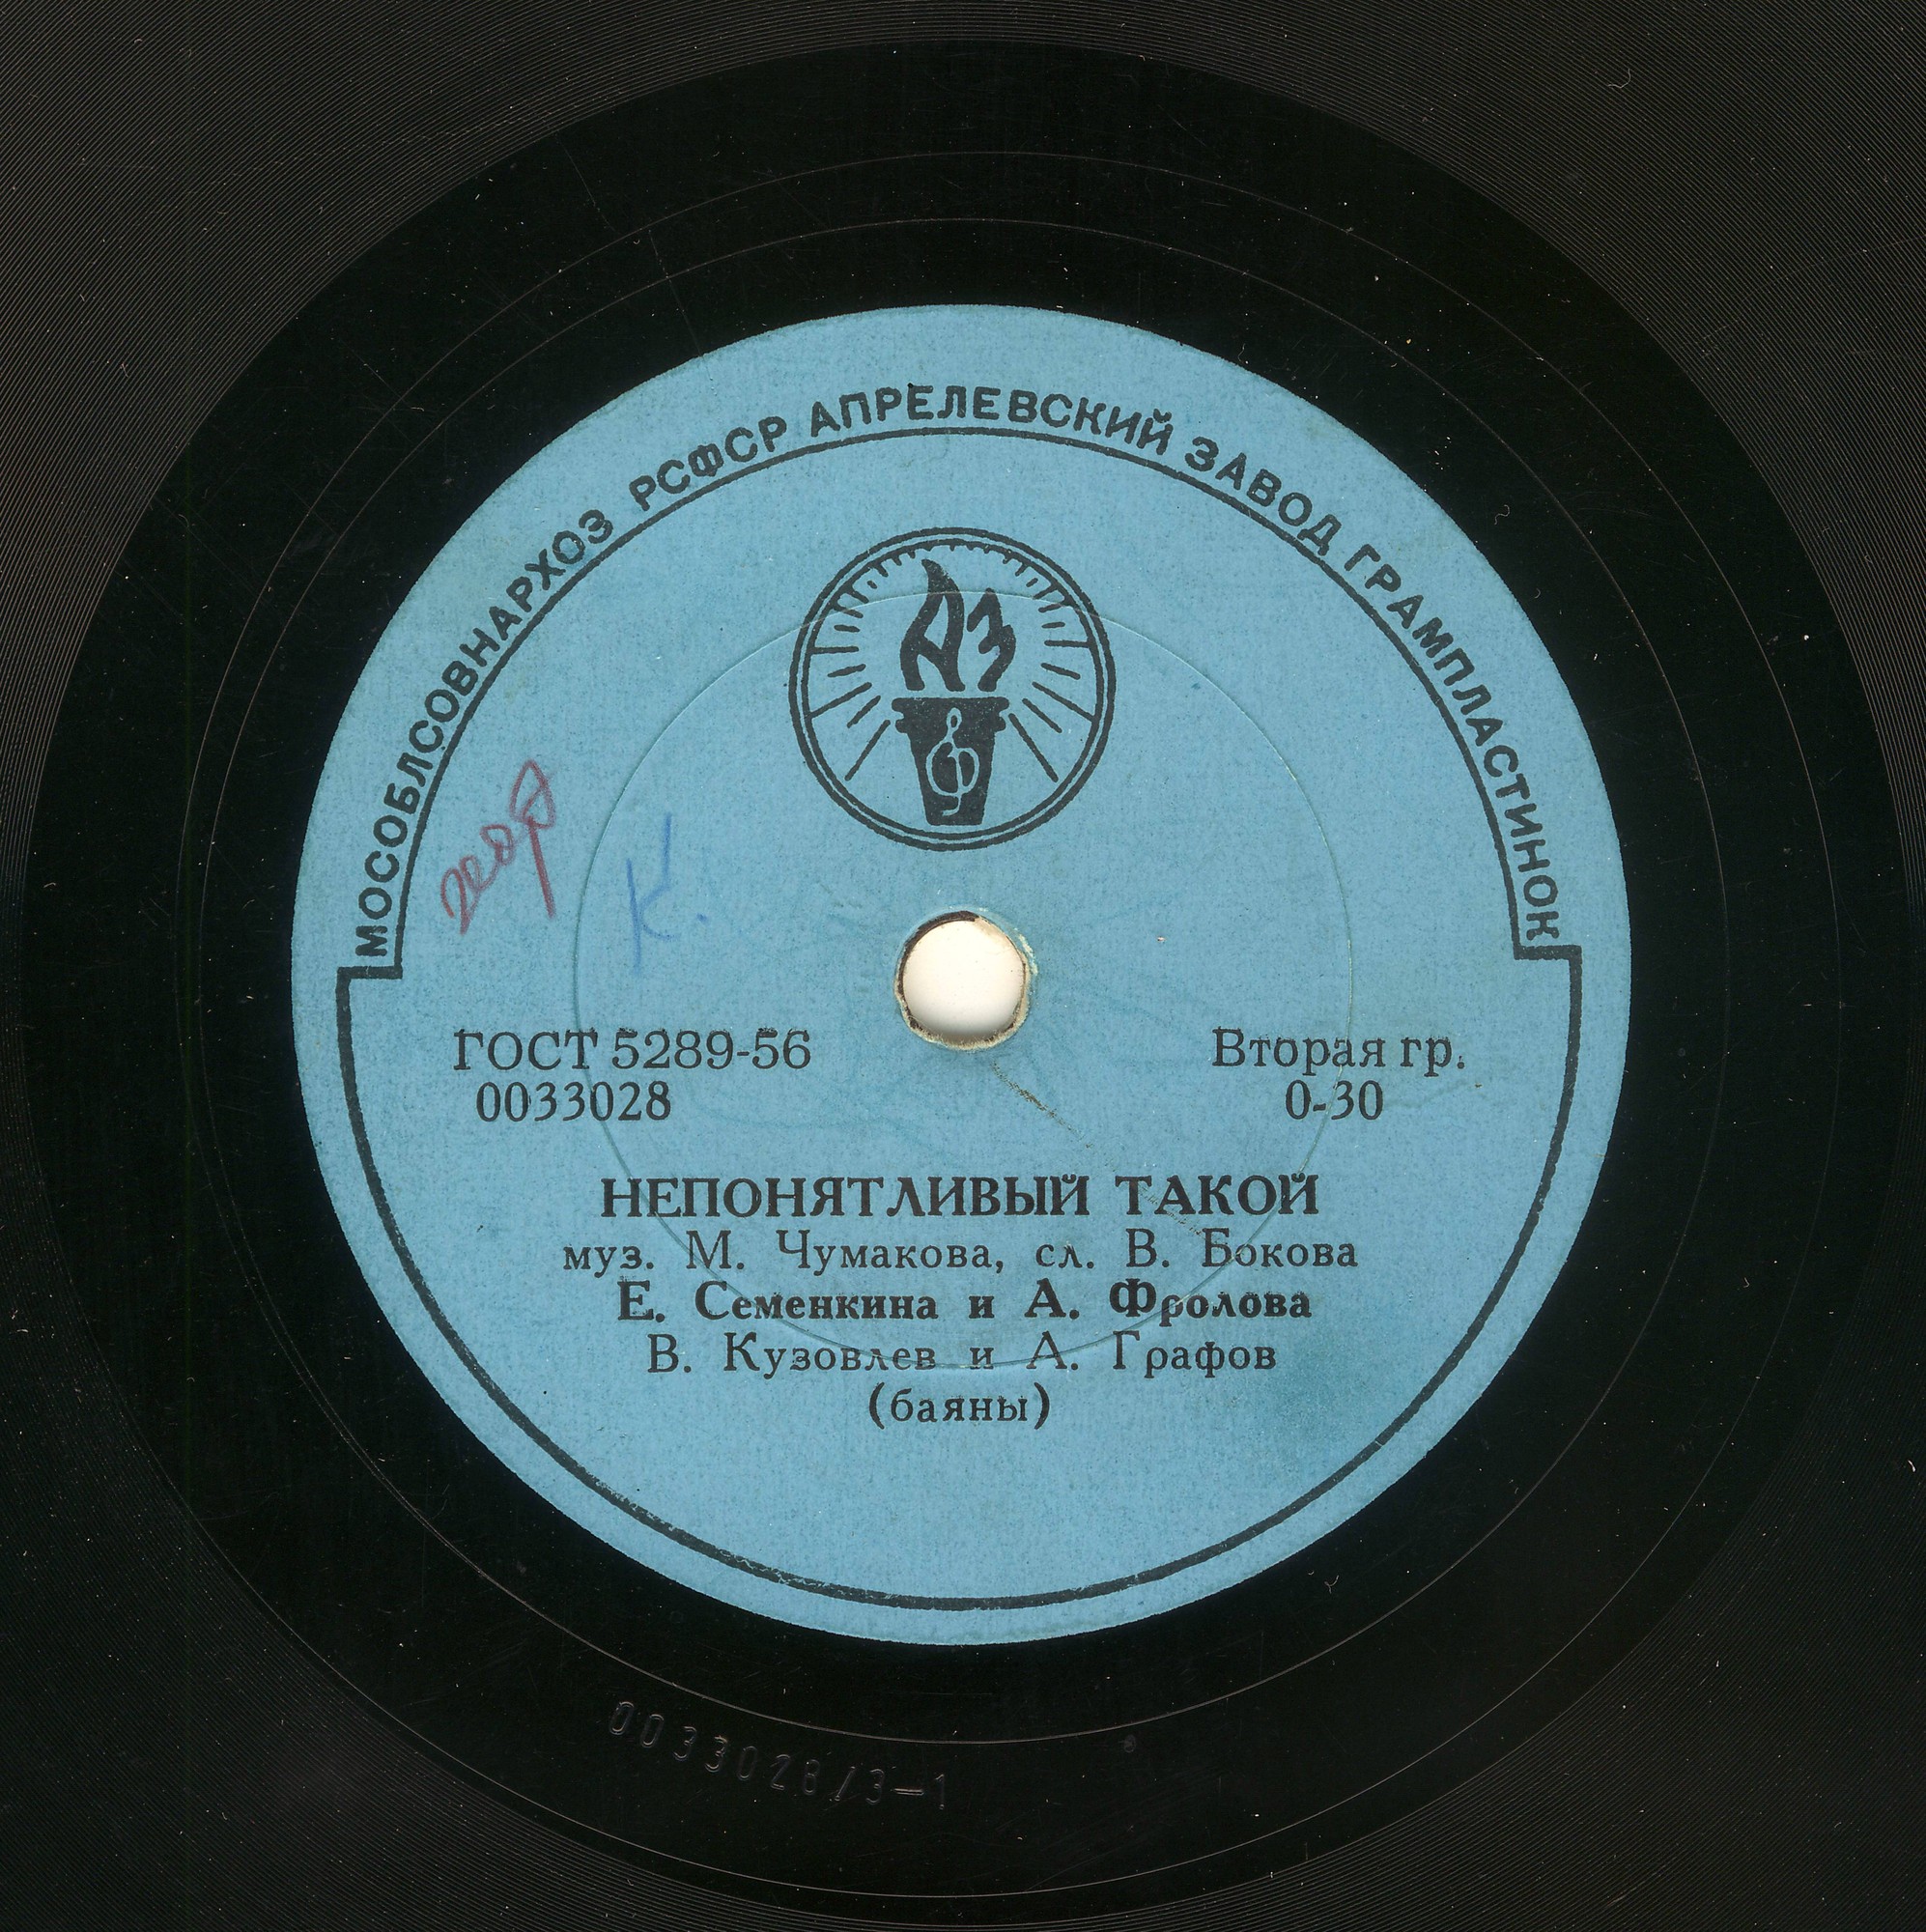 МОСОБЛСОВНАРХОЗ РСФСР АПРЕЛЕВСКИЙ ЗАВОД ГРАМПЛАСТИНОК
АЗ
К.
ГОСТ 5289-56
0033028
Вторая гр.
0-30
НЕПОНЯТЛИВЫЙ ТАКОЙ
муз. М. Чумакова, сл. В. Бокова
Е. Семенкина и А. Фролова
В. Кузовлев и А. Графов
(баяны)
0033028/3-1